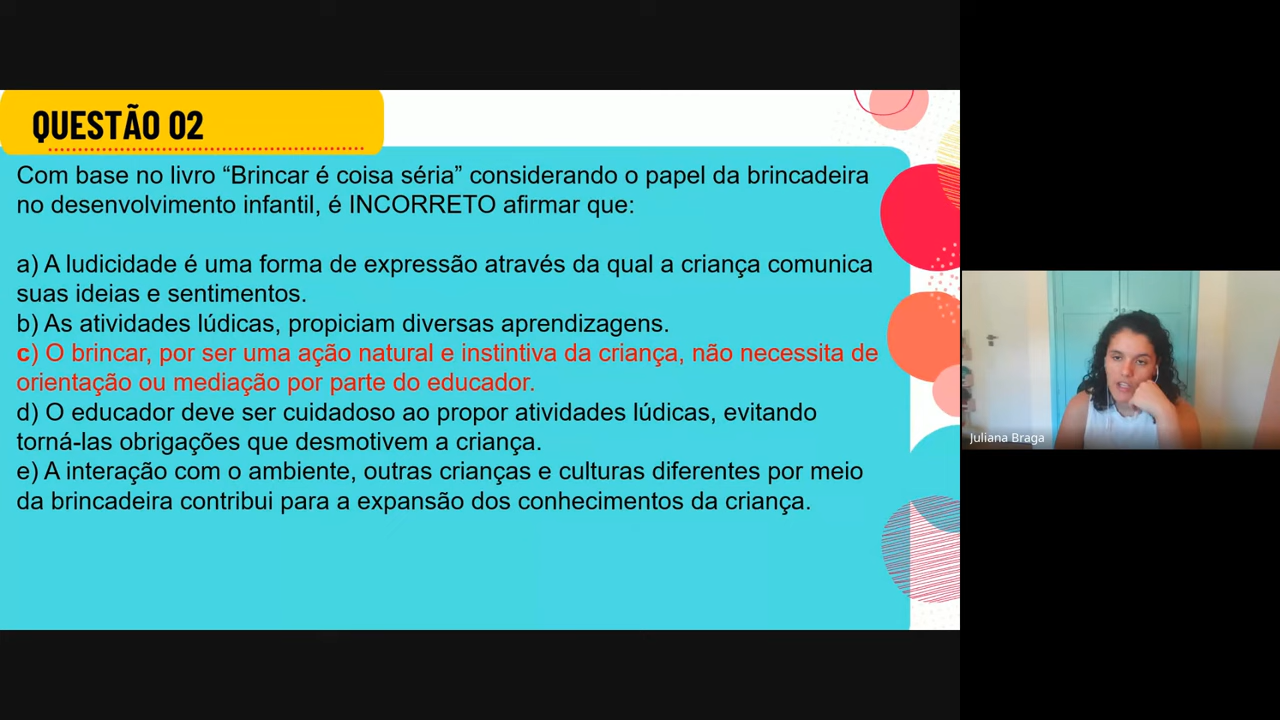 QUESTÃO 02
Com base no livro “Brincar é coisa séria” considerando o papel da brincadeira
no desenvolvimento infantil, é INCORRETO afirmar que:
a) A ludicidade é uma forma de expressão através da qual a criança comunica
suas ideias e sentimentos.
b) As atividades lúdicas, propiciam diversas aprendizagens.
c) O brincar, por ser uma ação natural e instintiva da criança, não necessita de
orientação ou mediação por parte do educador.
d) O educador deve ser cuidadoso ao propor atividades lúdicas, evitando
torná-las obrigações que desmotivem a criança.
e) A interação com o ambiente, outras crianças e culturas diferentes por meio
da brincadeira contribui para a expansão dos conhecimentos da criança.
Juliana Braga